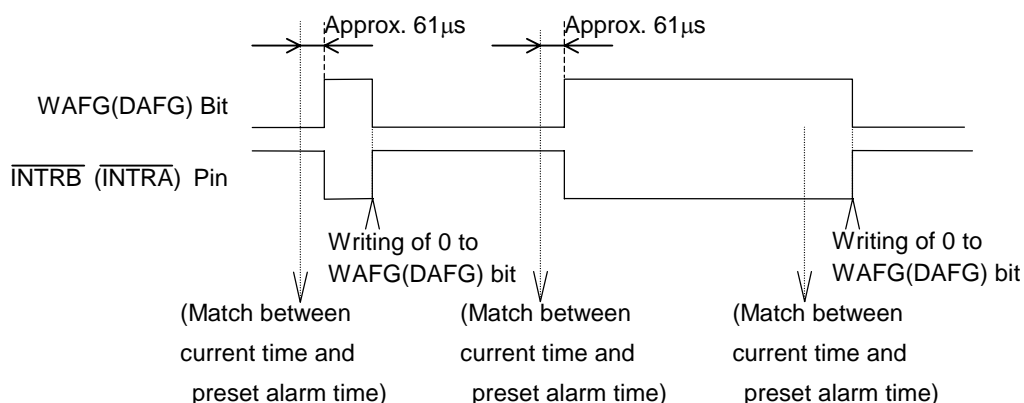 Approx. 61μs Approx. 61μs
WAFG(DAFG) Bit
INTRB (INTRA) Pin
Writing of 0 to Writing of 0 to
WAFG(DAFG) bit WAFG(DAFG) bit
(Match between (Match between (Match between
current time and current time and current time and
preset alarm time) preset alarm time) preset alarm time)